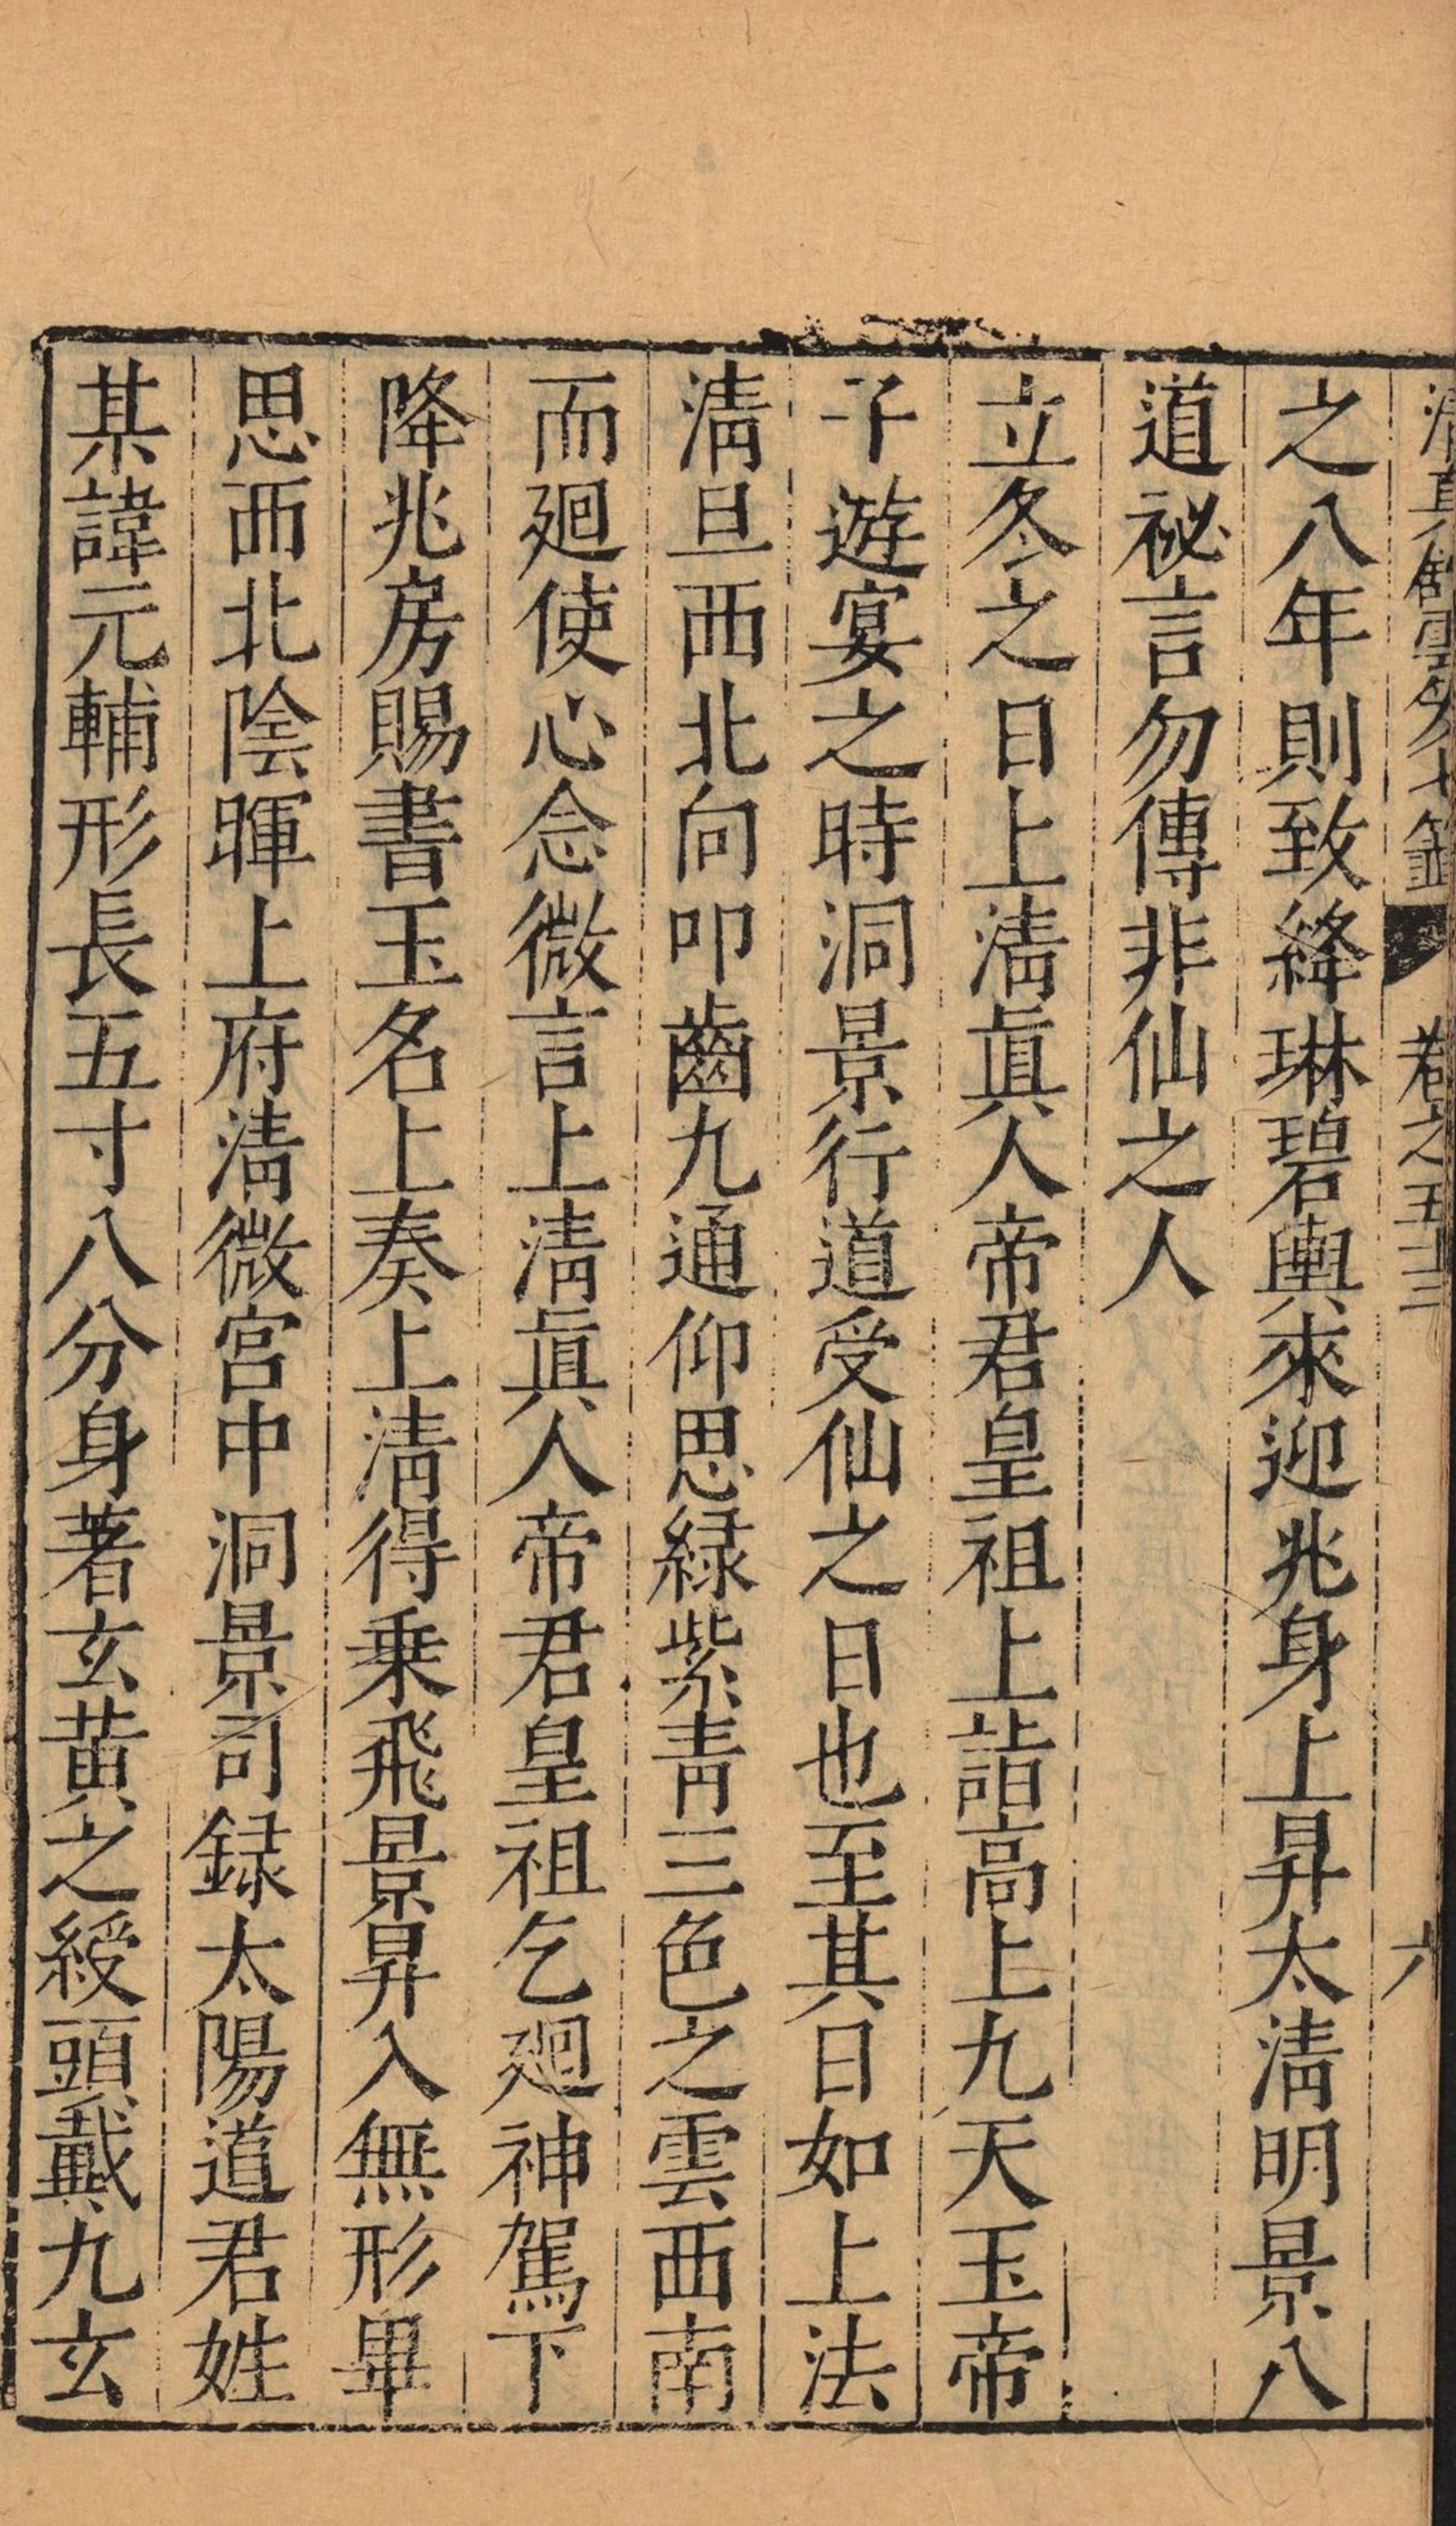 清真館雲笈七籤 卷之五十三 六
之八年則致絳琳碧輿來迎兆身上昇太清明景八
道祕言勿傳非仙之人
立冬之日上清眞人帝君皇祖上詣高上九天玉帝
子遊宴之時洞景行道受仙之日也至其日如上法
清旦西北向叩齒九通仰思緑紫青三色之雲西南
而廻使心念微言上清眞人帝君皇祖乞廻神駕下
降兆房賜書玉名上奏上清得乗飛景昇入無形畢
思西北陰暉上府清微宫中洞景司録太陽道君姓
某諱元輔形長五寸八分身著玄黄之綬頭戴九玄